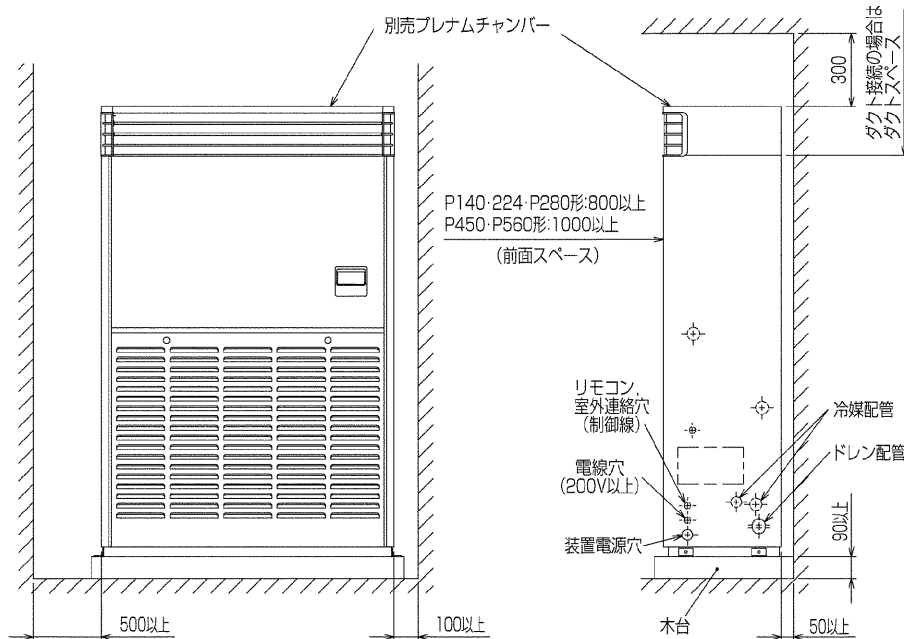 別売プレナムチャンバー
300
ダクト接続の場合は
ダクトスペース
P140·224·P280形:800以上
P450·P560形:1000以上
(前面スペース)
リモコン,
室外連絡穴
(制御線)
冷媒配管
電線穴
(200V以上)
ドレン配管
装置電源穴
90以上
木台
500以上
100以上
50以上